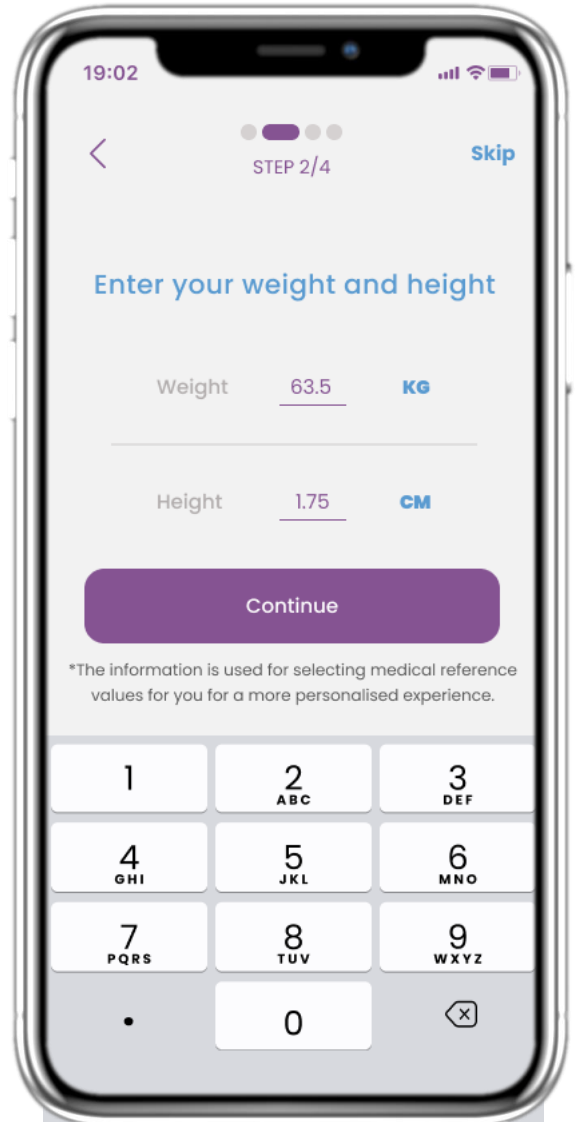 19:02
STEP 2/4
Skip
Enter your weight and height
Weight 63.5 KG
Height 1.75 CM
Continue
*The information is used for selecting medical reference
values for you for a more personalised experience.
1 2 3
ABC DEF
4 5 6
GHI JKL MNO
7 8 9
PQRS TUV WXYZ
. 0